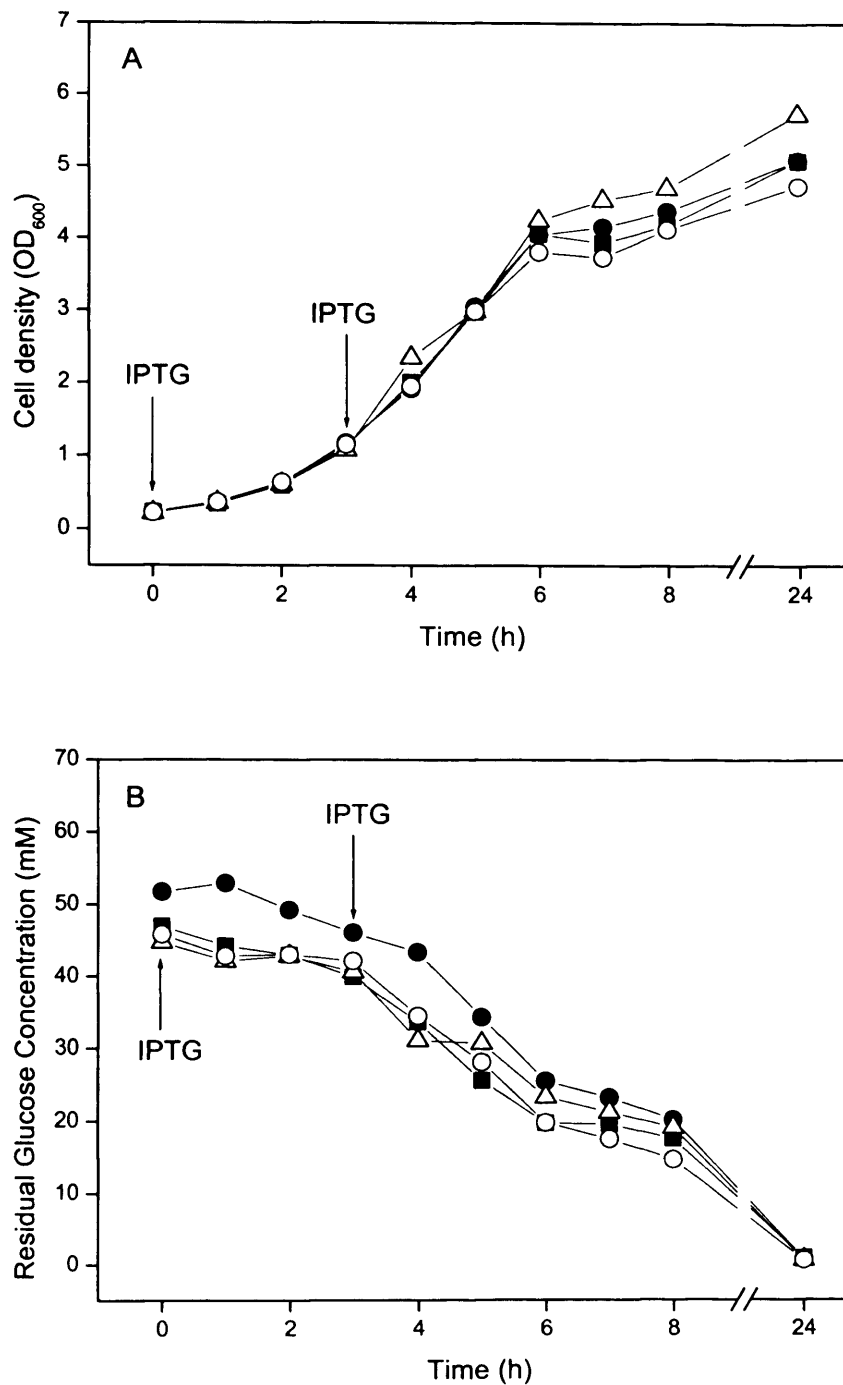 A
7
6
5
4
3
2
1
0
Cell density (OD600)
IPTG
IPTG
0 2 4 6 8 24
Time (h)
B
70
60
50
40
30
20
10
0
Residual Glucose Concentration (mM)
IPTG
IPTG
0 2 4 6 8 24
Time (h)